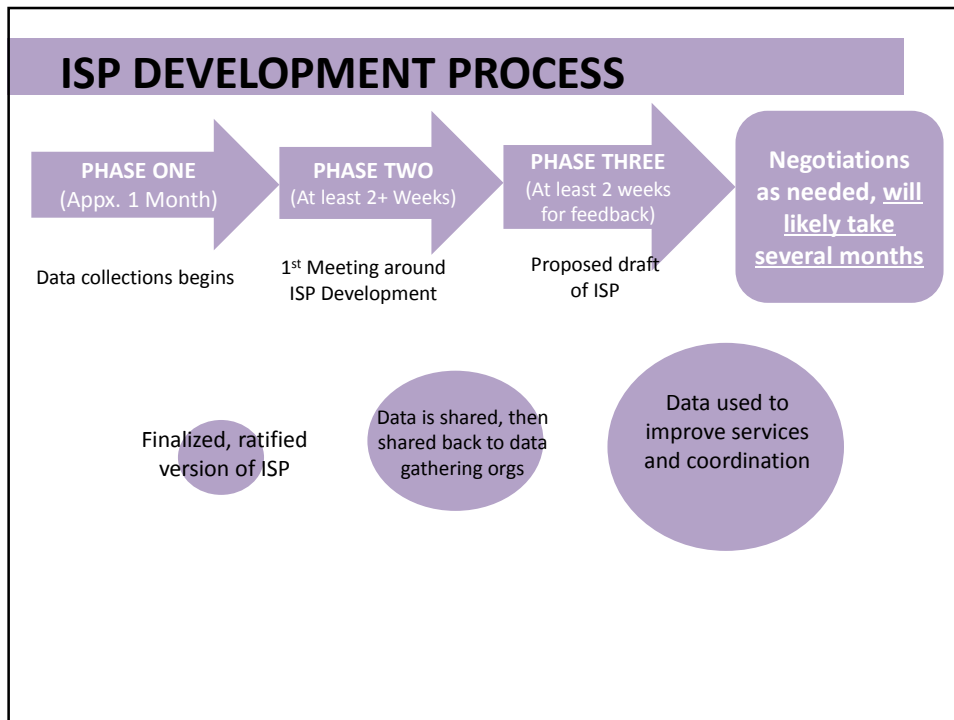 ISP DEVELOPMENT PROCESS
PHASE ONE
(Appx. 1 Month)
Data collections begins
PHASE TWO
(At least 2+ Weeks)
1st Meeting around
ISP Development
PHASE THREE
(At least 2 weeks
for feedback)
Proposed draft
of ISP
Negotiations
as needed, will
likely take
several months
Finalized, ratified
version of ISP
Data is shared, then
shared back to data
gathering orgs
Data used to
improve services
and coordination